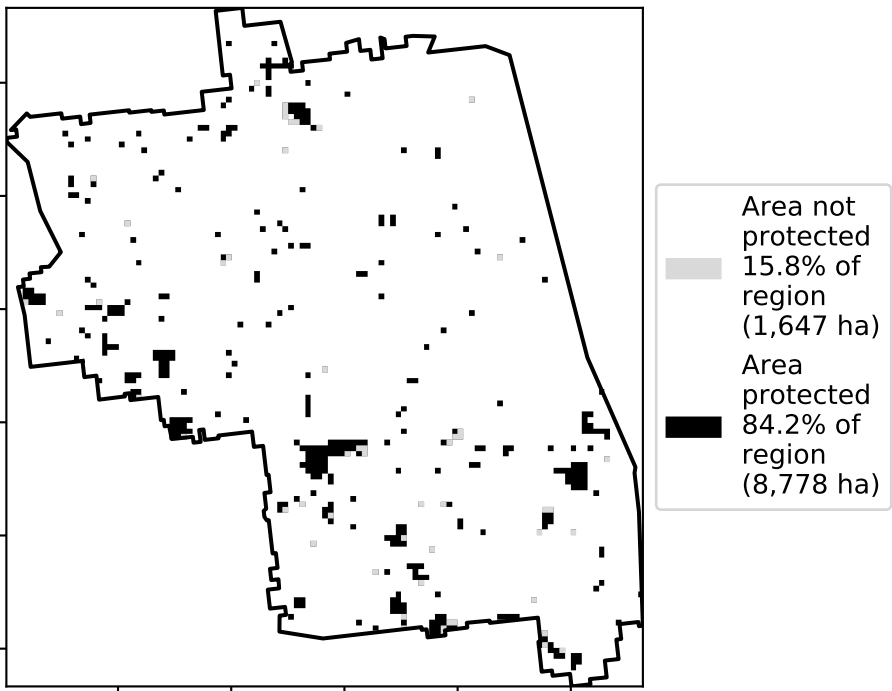 Area not
protected
15.8% of
region
(1,647 ha)
Area
protected
84.2% of
region
(8,778 ha)